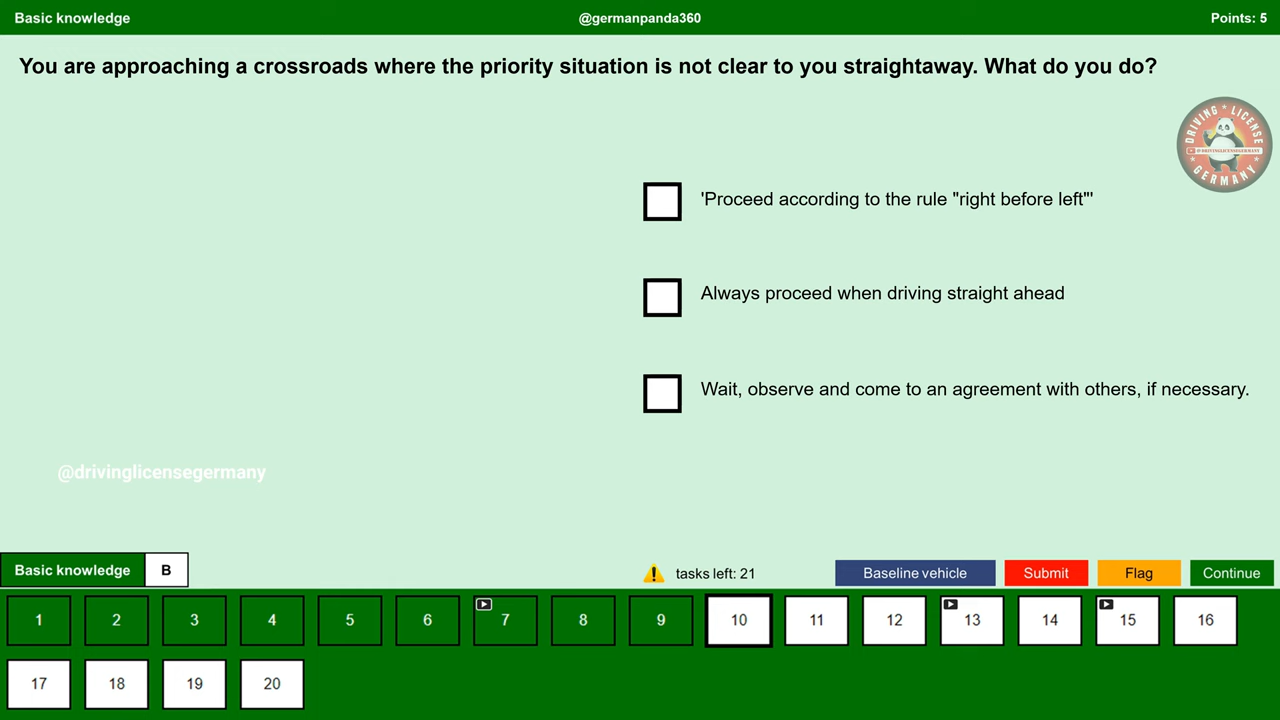 Basic knowledge
@germanpanda360
Points: 5
You are approaching a crossroads where the priority situation is not clear to you straightaway. What do you do?
DRIVING * LICENSE
@DRIVINGLICENSEGERMANY
* GERMANY *
'Proceed according to the rule "right before left"'
Always proceed when driving straight ahead
Wait, observe and come to an agreement with others, if necessary.
@drivinglicensegermany
Basic knowledge
B
tasks left: 21
Baseline vehicle
Submit
Flag
Continue
1 2 3 4 5 6 7 8 9 10 11 12 13 14 15 16
17 18 19 20